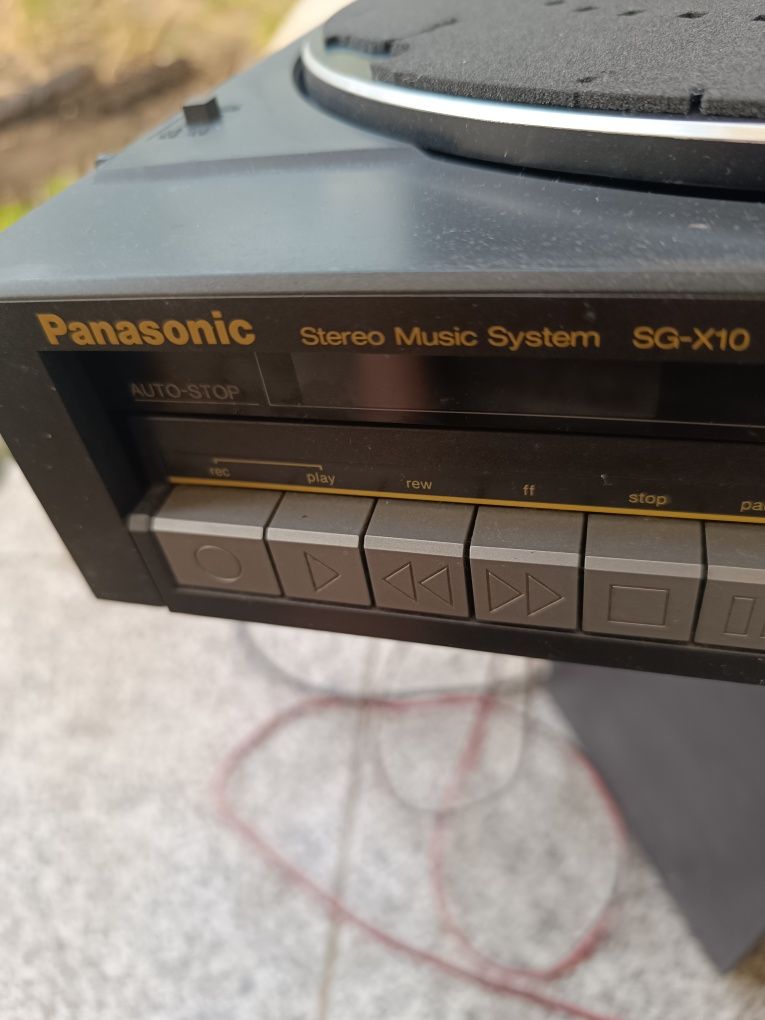 Panasonic Stereo Music System SG-X10
AUTO-STOP
rec play rew ff stop